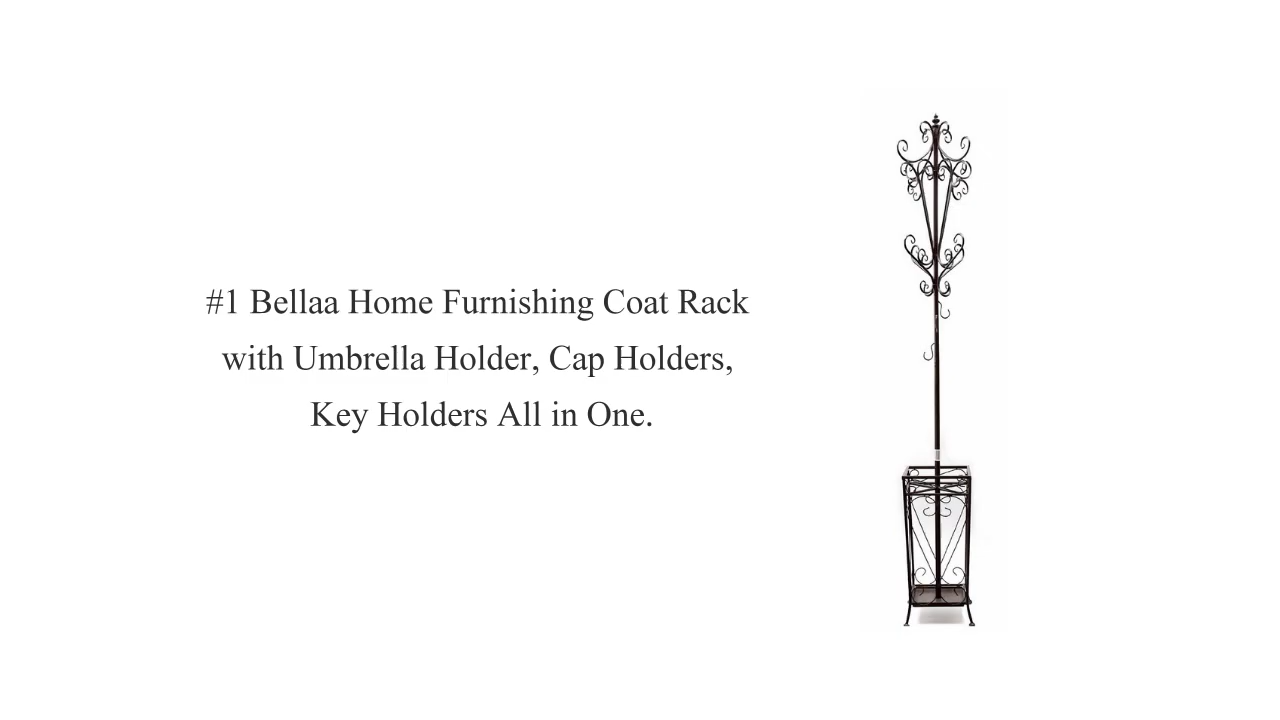 #1 Bellaa Home Furnishing Coat Rack
with Umbrella Holder, Cap Holders,
Key Holders All in One.